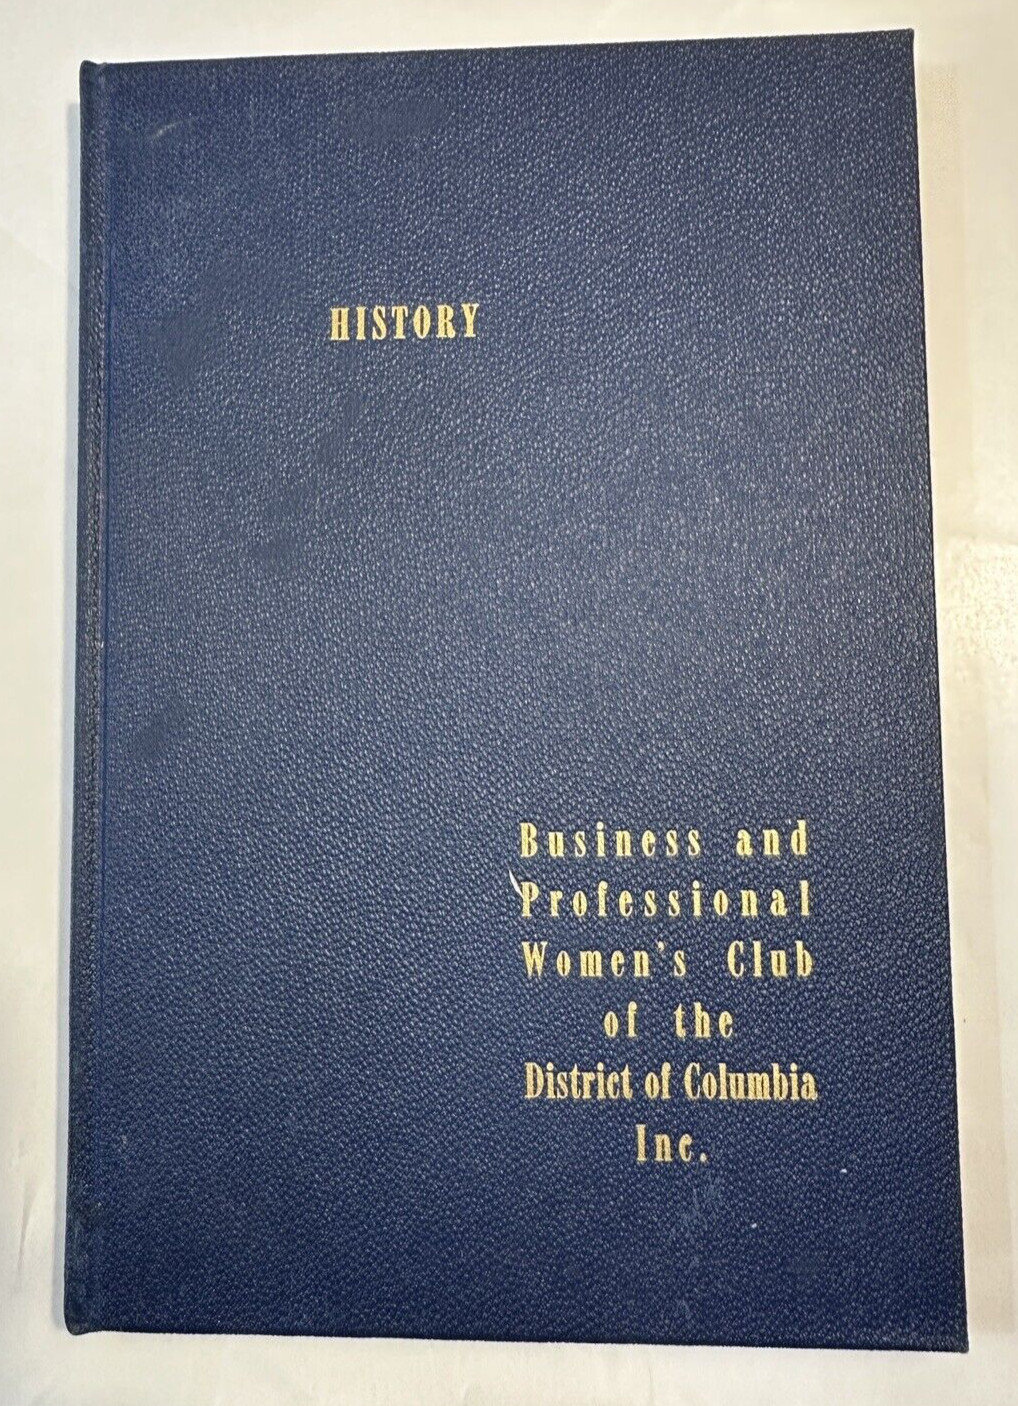 HISTORY
Business and
Professional
Women's Club
of the
District of Columbia
Inc.